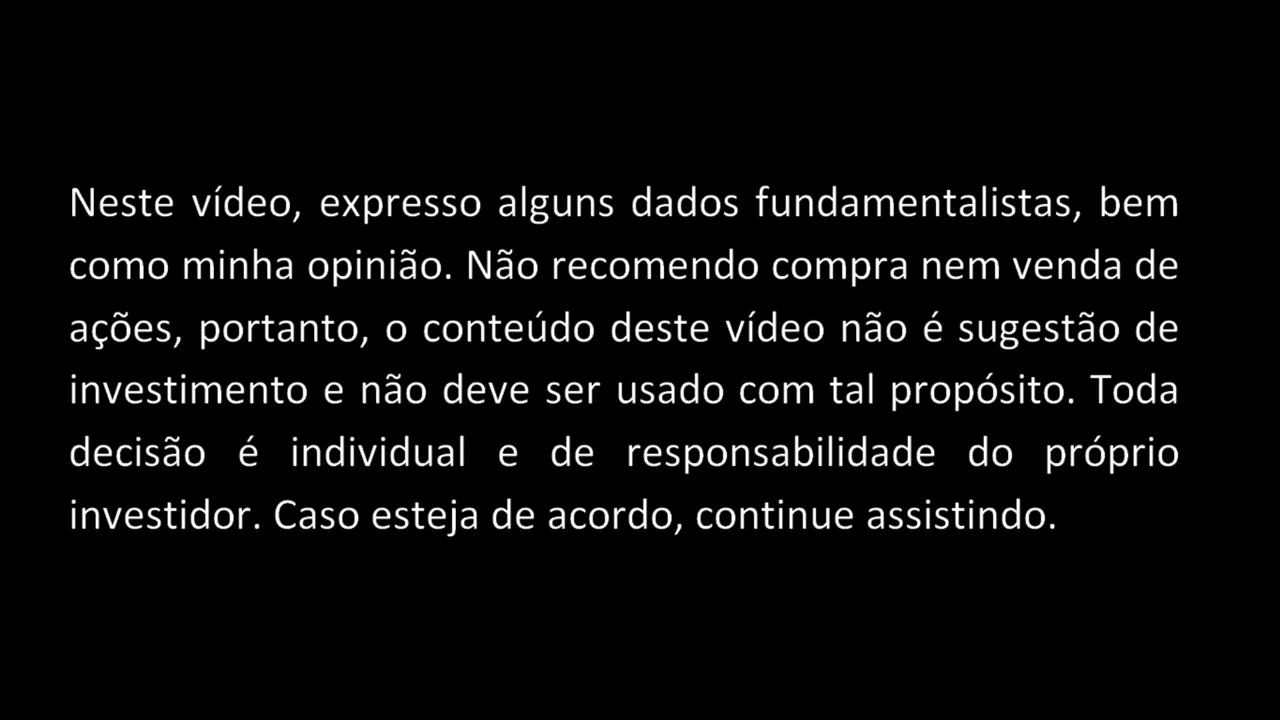 Neste vídeo, expresso alguns dados fundamentalistas, bem
como minha opinião. Não recomendo compra nem venda de
ações, portanto, o conteúdo deste vídeo não é sugestão de
investimento e não deve ser usado com tal propósito. Toda
decisão é individual e de responsabilidade do próprio
investidor. Caso esteja de acordo, continue assistindo.